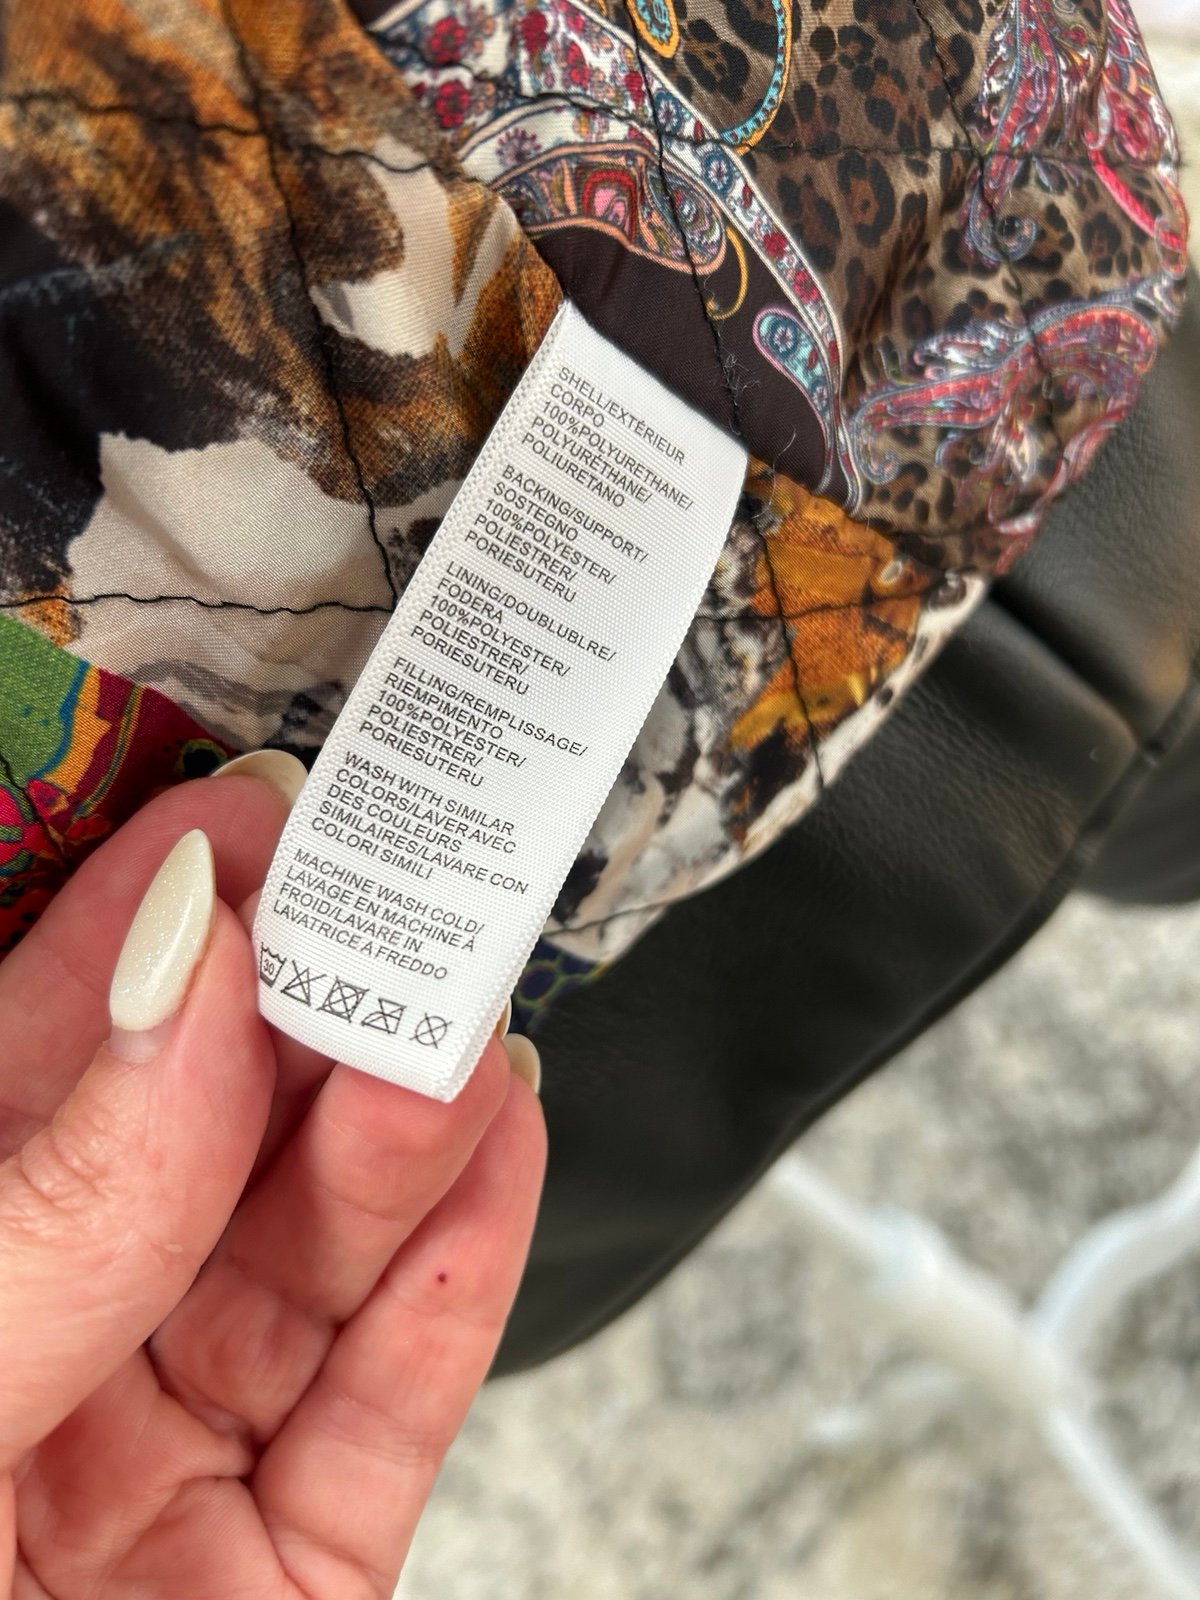 SHELL/EXTÉRIEUR
CORPO
100%POLYURETHANE/
POLYURÉTHANE/
OLIURETANO
BACKING/SUPPORT/
SOSTEGNO
100%POLYESTER/
POLIESTRER/
PORIESUTERU
LINING/DOUBLUBLRE/
FODERA
100%POLYESTER/
POLIESTRER/
PORIESUTERU
FILLING/REMPLISSAGE/
RIEMPIMENTO
100%POLYESTER/
POLIESTRER/
PORIESUTERU
WASH WITH SIMILAR
COLORS/LAVER AVEC
DES COULEURS
SIMILAIRES/LAVARE CON
COLORI SIMILI
MACHINE WASH COLD/
LAVAGE EN MACHINE À
FROID/LAVARE IN
LAVATRICE A FREDDO
30